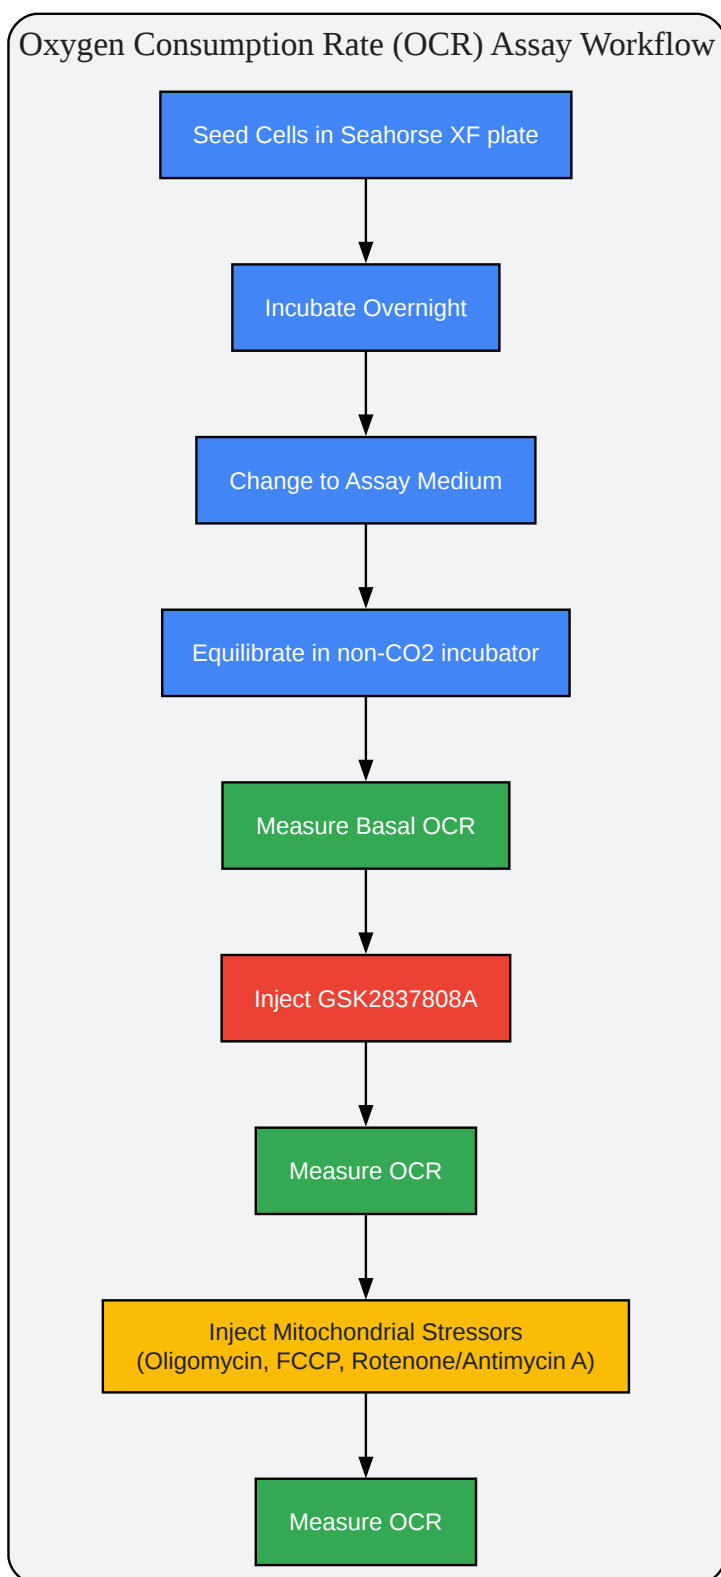 Oxygen Consumption Rate (OCR) Assay Workflow
Seed Cells in Seahorse XF plate
Incubate Overnight
Change to Assay Medium
Equilibrate in non-CO2 incubator
Measure Basal OCR
Inject GSK2837808A
Measure OCR
Inject Mitochondrial Stressors
(Oligomycin, FCCP, Rotenone/Antimycin A)
Measure OCR